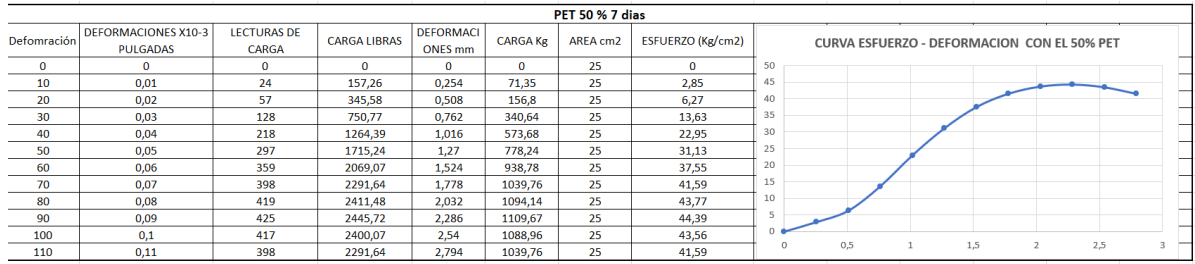 PET 50 % 7 dias
Defomración DEFORMACIONES X10-3 PULGADAS LECTURAS DE CARGA CARGA LIBRAS DEFORMACI ONES mm CARGA Kg AREA cm2 ESFUERZO (Kg/cm2)
0 0 0 0 0 0 25 0
10 0,01 24 157,26 0,254 71,35 25 2,85
20 0,02 57 345,58 0,508 156,8 25 6,27
30 0,03 128 750,77 0,762 340,64 25 13,63
40 0,04 218 1264,39 1,016 573,68 25 22,95
50 0,05 297 1715,24 1,27 778,24 25 31,13
60 0,06 359 2069,07 1,524 938,78 25 37,55
70 0,07 398 2291,64 1,778 1039,76 25 41,59
80 0,08 419 2411,48 2,032 1094,14 25 43,77
90 0,09 425 2445,72 2,286 1109,67 25 44,39
100 0,1 417 2400,07 2,54 1088,96 25 43,56
110 0,11 398 2291,64 2,794 1039,76 25 41,59
CURVA ESFUERZO - DEFORMACION CON EL 50% PET
50
45
40
35
30
25
20
15
10
5
0
0 0,5 1 1,5 2 2,5 3